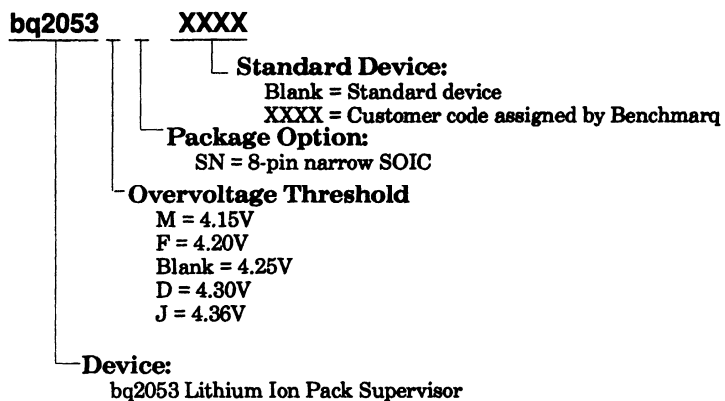 bq2053 _ _ XXXX
Standard Device:
Blank = Standard device
XXXX = Customer code assigned by Benchmarq
Package Option:
SN = 8-pin narrow SOIC
Overvoltage Threshold
M = 4.15V
F = 4.20V
Blank = 4.25V
D = 4.30V
J = 4.36V
Device:
bq2053 Lithium Ion Pack Supervisor